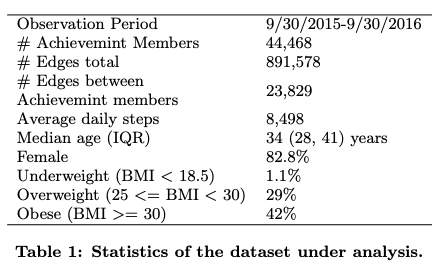 Observation Period 9/30/2015-9/30/2016
# Achievemint Members 44,468
# Edges total 891,578
# Edges between
Achievemint members 23,829
Average daily steps 8,498
Median age (IQR) 34 (28, 41) years
Female 82.8%
Underweight (BMI < 18.5) 1.1%
Overweight (25 <= BMI < 30) 29%
Obese (BMI >= 30) 42%
Table 1: Statistics of the dataset under analysis.